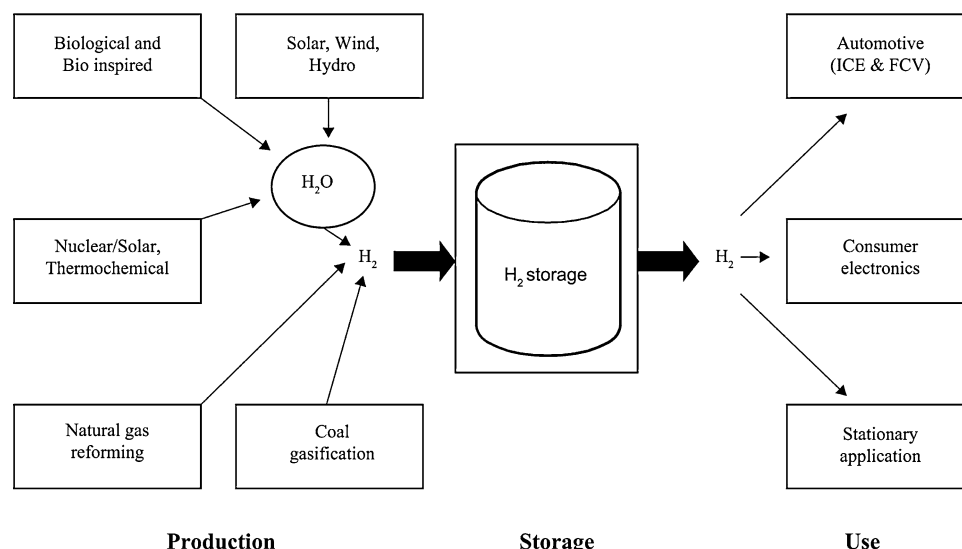 Biological and
Bio inspired
Solar, Wind,
Hydro
H₂O
Nuclear/Solar,
Thermochemical
H₂
Natural gas
reforming
Coal
gasification
H₂ storage
H₂
Automotive
(ICE & FCV)
Consumer
electronics
Stationary
application
Production
Storage
Use